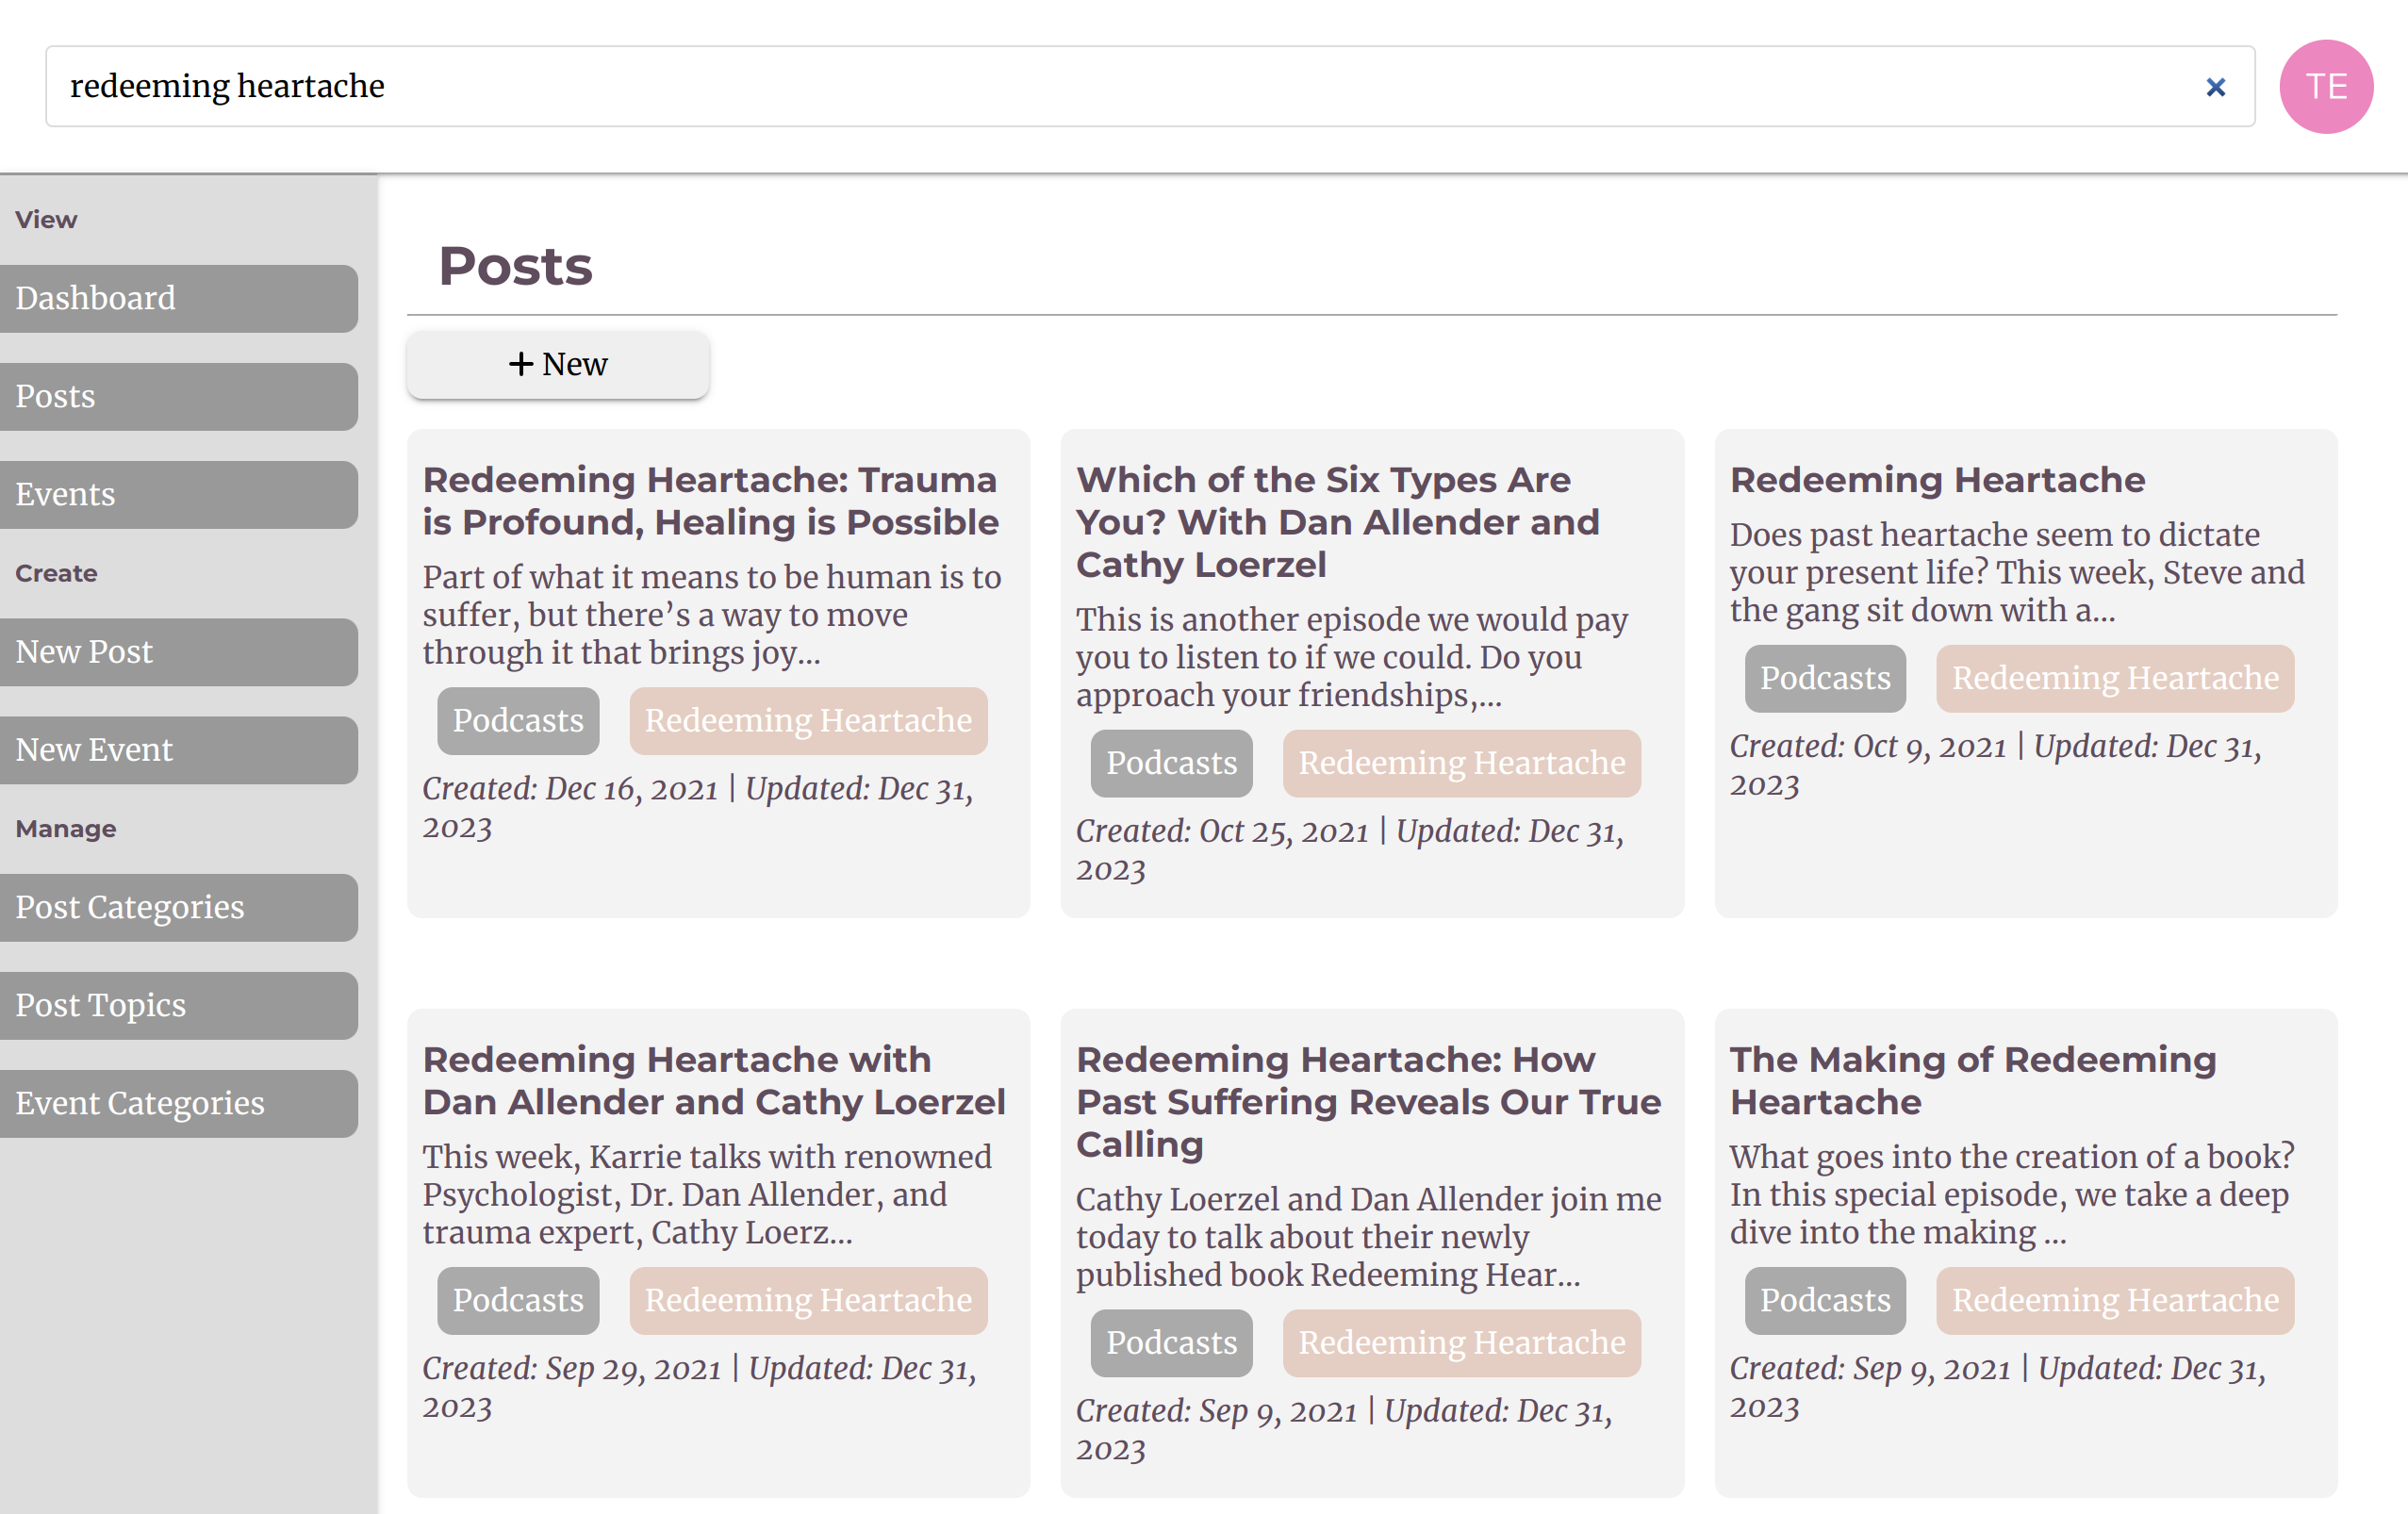 redeeming heartache
TE
View
Dashboard
Posts
Events
Create
New Post
New Event
Manage
Post Categories
Post Topics
Event Categories
Posts
+ New
Redeeming Heartache: Trauma
is Profound, Healing is Possible
Part of what it means to be human is to
suffer, but there’s a way to move
through it that brings joy...
Podcasts
Redeeming Heartache
Created: Dec 16, 2021 | Updated: Dec 31,
2023
Which of the Six Types Are
You? With Dan Allender and
Cathy Loerzel
This is another episode we would pay
you to listen to if we could. Do you
approach your friendships,...
Podcasts
Redeeming Heartache
Created: Oct 25, 2021 | Updated: Dec 31,
2023
Redeeming Heartache
Does past heartache seem to dictate
your present life? This week, Steve and
the gang sit down with a...
Podcasts
Redeeming Heartache
Created: Oct 9, 2021 | Updated: Dec 31,
2023
Redeeming Heartache with
Dan Allender and Cathy Loerzel
This week, Karrie talks with renowned
Psychologist, Dr. Dan Allender, and
trauma expert, Cathy Loerz...
Podcasts
Redeeming Heartache
Created: Sep 29, 2021 | Updated: Dec 31,
2023
Redeeming Heartache: How
Past Suffering Reveals Our True
Calling
Cathy Loerzel and Dan Allender join me
today to talk about their newly
published book Redeeming Hear...
Podcasts
Redeeming Heartache
Created: Sep 9, 2021 | Updated: Dec 31,
2023
The Making of Redeeming
Heartache
What goes into the creation of a book?
In this special episode, we take a deep
dive into the making ...
Podcasts
Redeeming Heartache
Created: Sep 9, 2021 | Updated: Dec 31,
2023